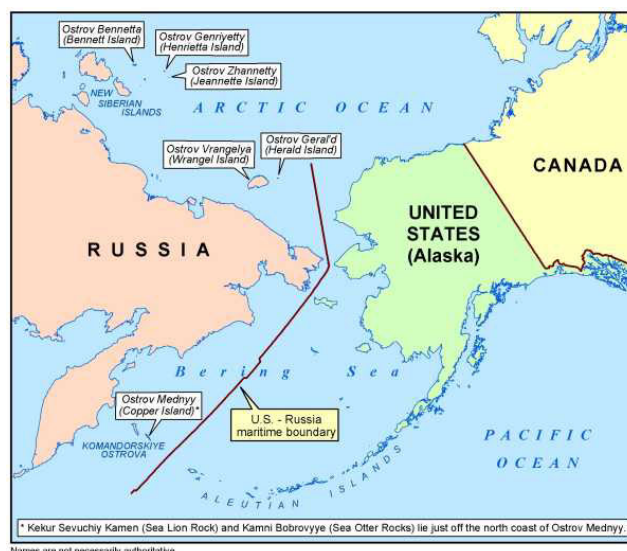 Ostrov Bennetta
(Bennett Island)
Ostrov Genriyetty
(Henrietta Island)
Ostrov Zhannetty
(Jeannette Island)
NEW
SIBERIAN
ISLANDS
ARCTIC OCEAN
Ostrov Vrangelya
(Wrangel Island)
Ostrov Geral'd
(Herald Island)
CANADA
UNITED
STATES
(Alaska)
RUSSIA
Bering Sea
Ostrov Mednyy
(Copper Island)*
U.S. - Russia
maritime boundary
KOMANDORSKIYE
OSTROVA
PACIFIC
OCEAN
ALEUTIAN ISLANDS
* Kekur Sevuchiy Kamen (Sea Lion Rock) and Kamni Bobrovyye (Sea Otter Rocks) lie just off the north coast of Ostrov Mednyy.
Names are not necessarily authoritative